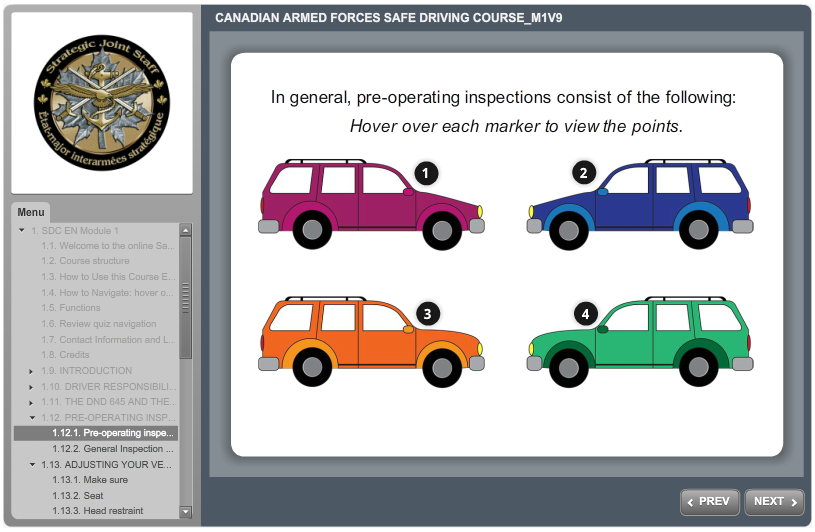 CANADIAN ARMED FORCES SAFE DRIVING COURSE_M1V9
Strategic Joint Staff
État-major interarmées stratégique
Menu
1. SDC EN Module 1
1.1. Welcome to the online Sa...
1.2. Course structure
1.3. How to Use this Course E...
1.4. How to Navigate: hover o...
1.5. Functions
1.6. Review quiz navigation
1.7. Contact Information and L...
1.8. Credits
1.9. INTRODUCTION
1.10. DRIVER RESPONSIBILI...
1.11. THE DND 645 AND THE...
1.12. PRE-OPERATING INSP...
1.12.1. Pre-operating inspe...
1.12.2. General Inspection ...
1.13. ADJUSTING YOUR VE...
1.13.1. Make sure
1.13.2. Seat
1.13.3. Head restraint
In general, pre-operating inspections consist of the following:
Hover over each marker to view the points.
1
2
3
4
PREV
NEXT